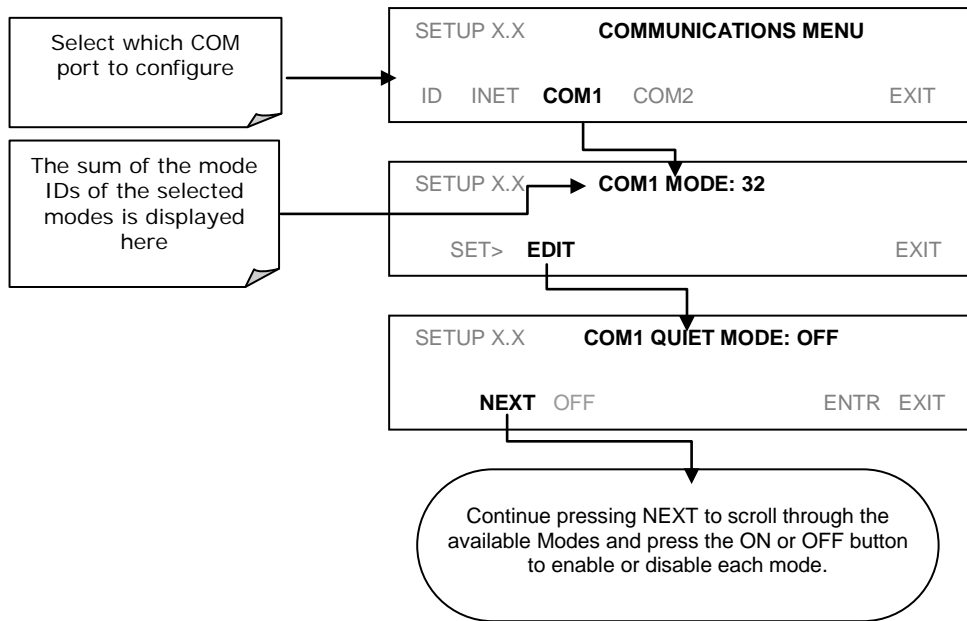 Select which COM
port to configure
SETUP X.X COMMUNICATIONS MENU
ID INET COM1 COM2 EXIT
The sum of the mode
IDs of the selected
modes is displayed
here
SETUP X.X COM1 MODE: 32
SET> EDIT EXIT
SETUP X.X COM1 QUIET MODE: OFF
NEXT OFF ENTR EXIT
Continue pressing NEXT to scroll through the
available Modes and press the ON or OFF button
to enable or disable each mode.